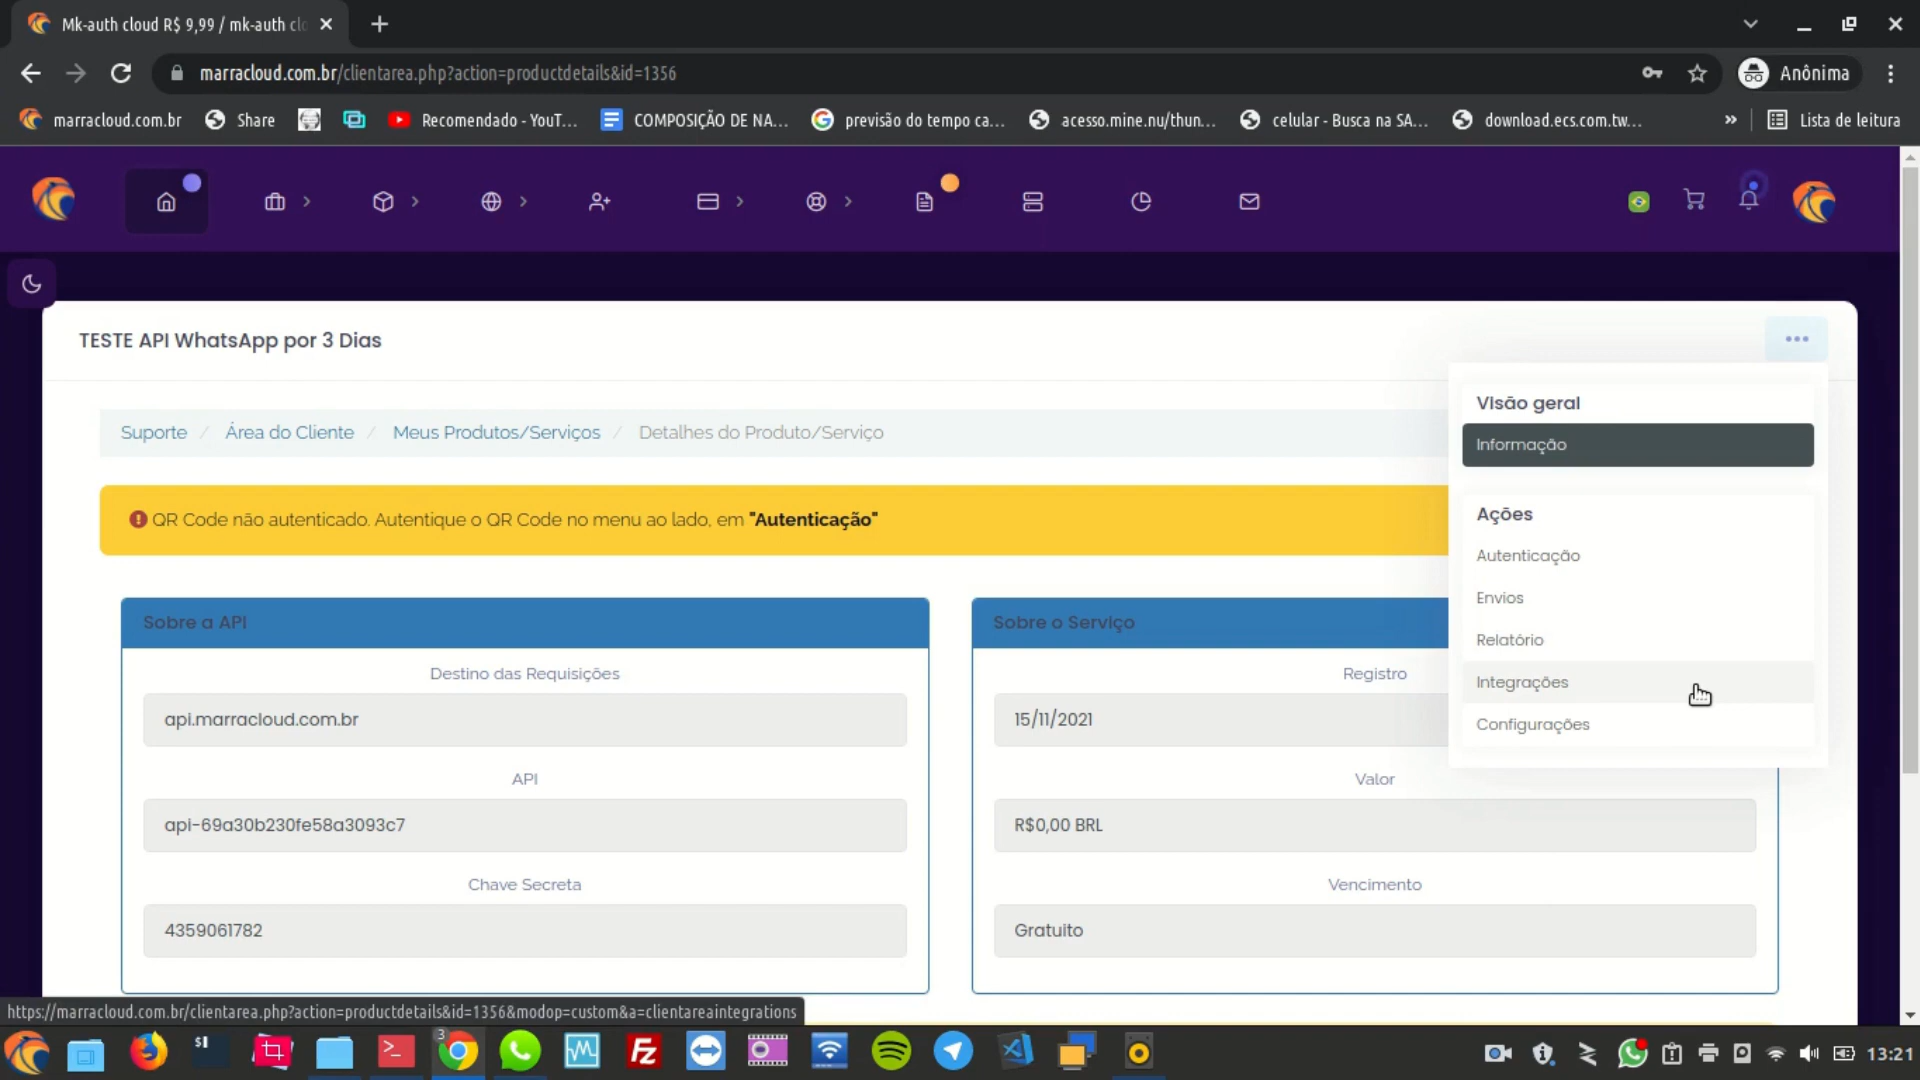 Mk-auth cloud R$ 9,99 / mk-auth clo
marracloud.com.br/clientarea.php?action=productdetails&id=1356
Anônima
marracloud.com.br
Share
Recomendado - YouT...
COMPOSIÇÃO DE NA...
previsão do tempo ca...
acesso.mine.nu/thun...
celular - Busca na SA...
download.ecs.com.tw...
»
Lista de leitura
TESTE API WhatsApp por 3 Dias
Suporte / Área do Cliente / Meus Produtos/Serviços / Detalhes do Produto/Serviço
QR Code não autenticado. Autentique o QR Code no menu ao lado, em "Autenticação"
Visão geral
Informação
Ações
Autenticação
Envios
Relatório
Integrações
Configurações
Sobre a API
Destino das Requisições
api.marracloud.com.br
API
api-69a30b230fe58a3093c7
Chave Secreta
4359061782
Sobre o Serviço
Registro
15/11/2021
Valor
R$0,00 BRL
Vencimento
Gratuito
https://marracloud.com.br/clientarea.php?action=productdetails&id=1356&modop=custom&a=clientareaintegrations
$
3
Fz
13:21